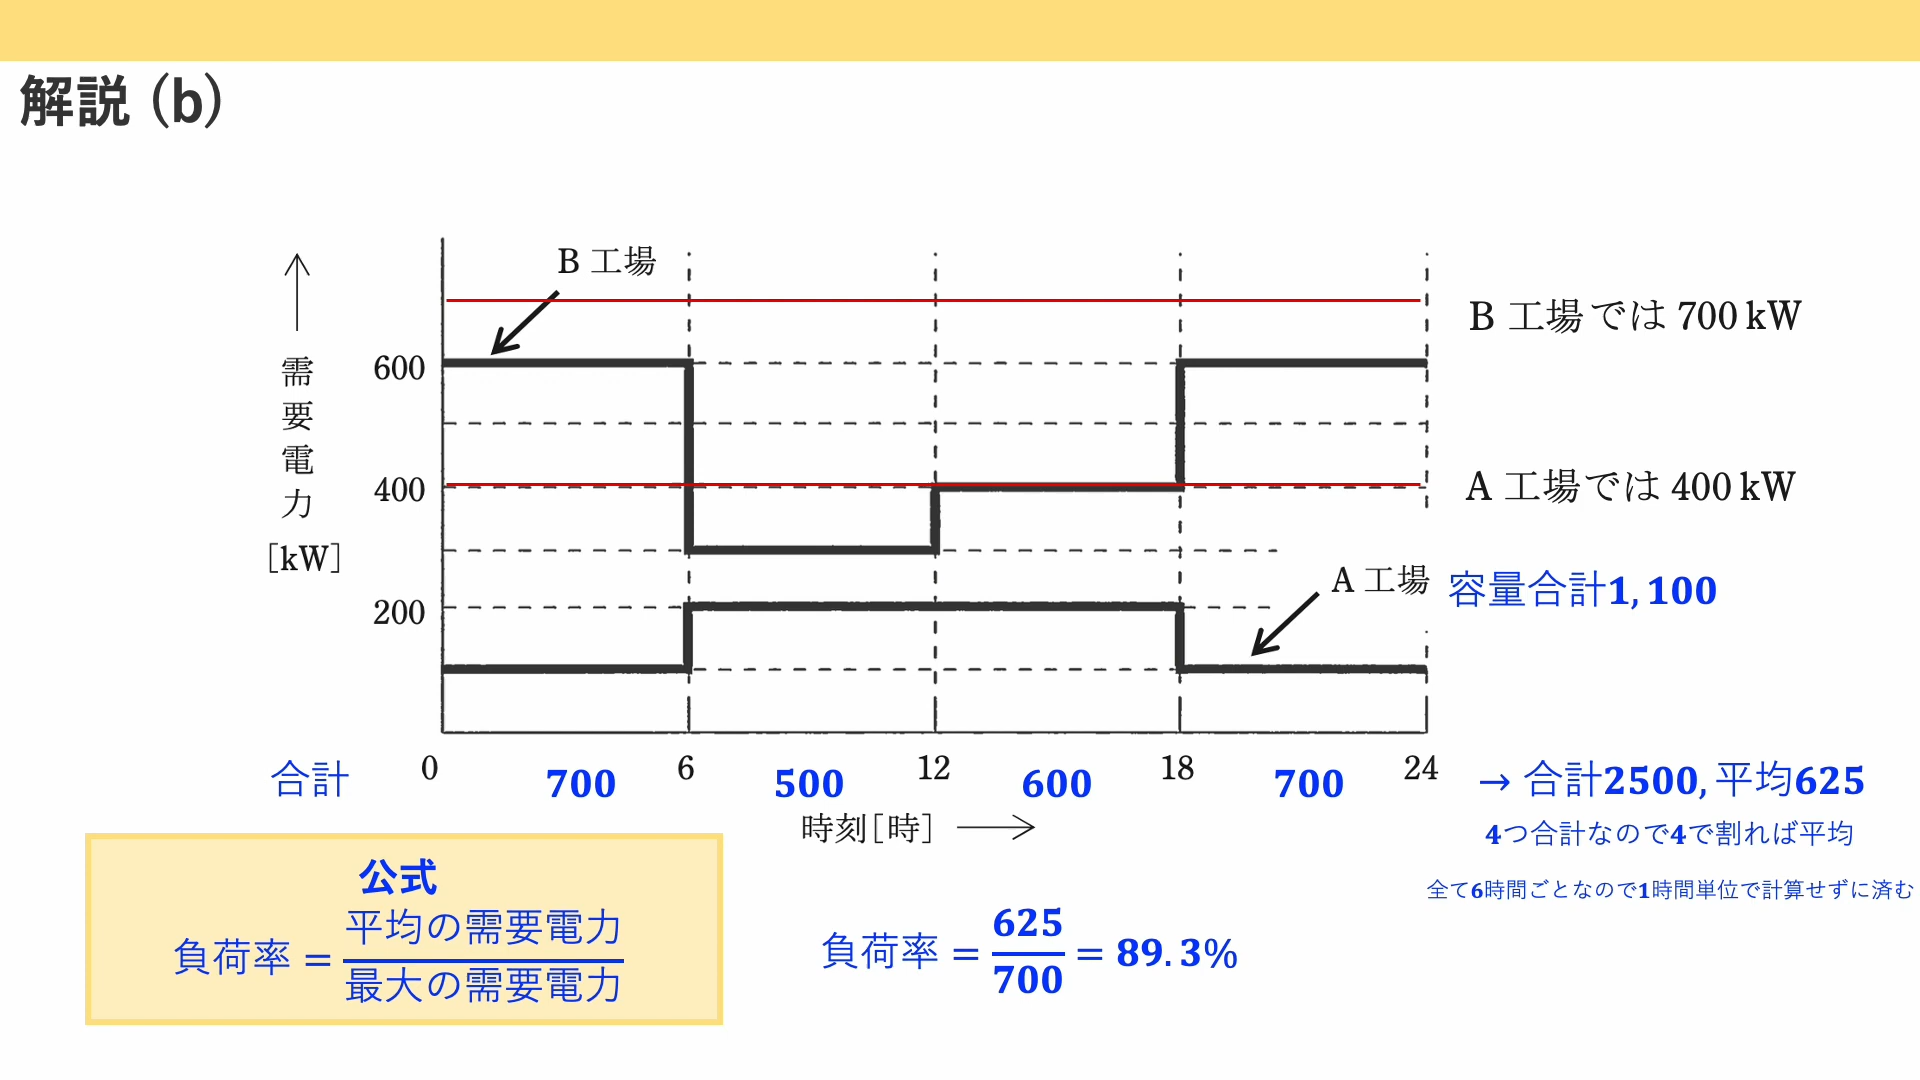 解説 (b)
B 工場
B 工場では 700 kW
需要電力
[kW]
600
400
200
A 工場では 400 kW
A 工場
容量合計1,100
合計
0
6
12
18
24
700
500
600
700
→ 合計2500, 平均625
時刻[時]
4つ合計なので4で割れば平均
全て6時間ごとなので1時間単位で計算せずに済む
公式
負荷率 = 平均の需要電力
最大の需要電力
負荷率 = 625
700
= 89.3%